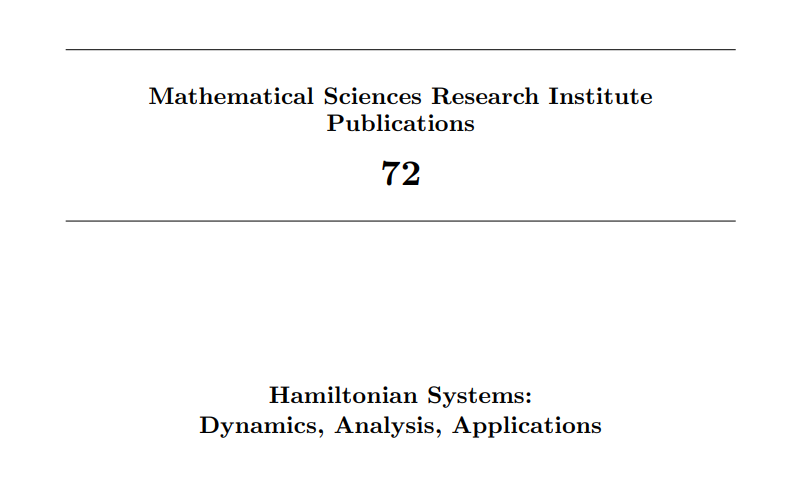 Mathematical Sciences Research Institute
Publications
72
Hamiltonian Systems:
Dynamics, Analysis, Applications